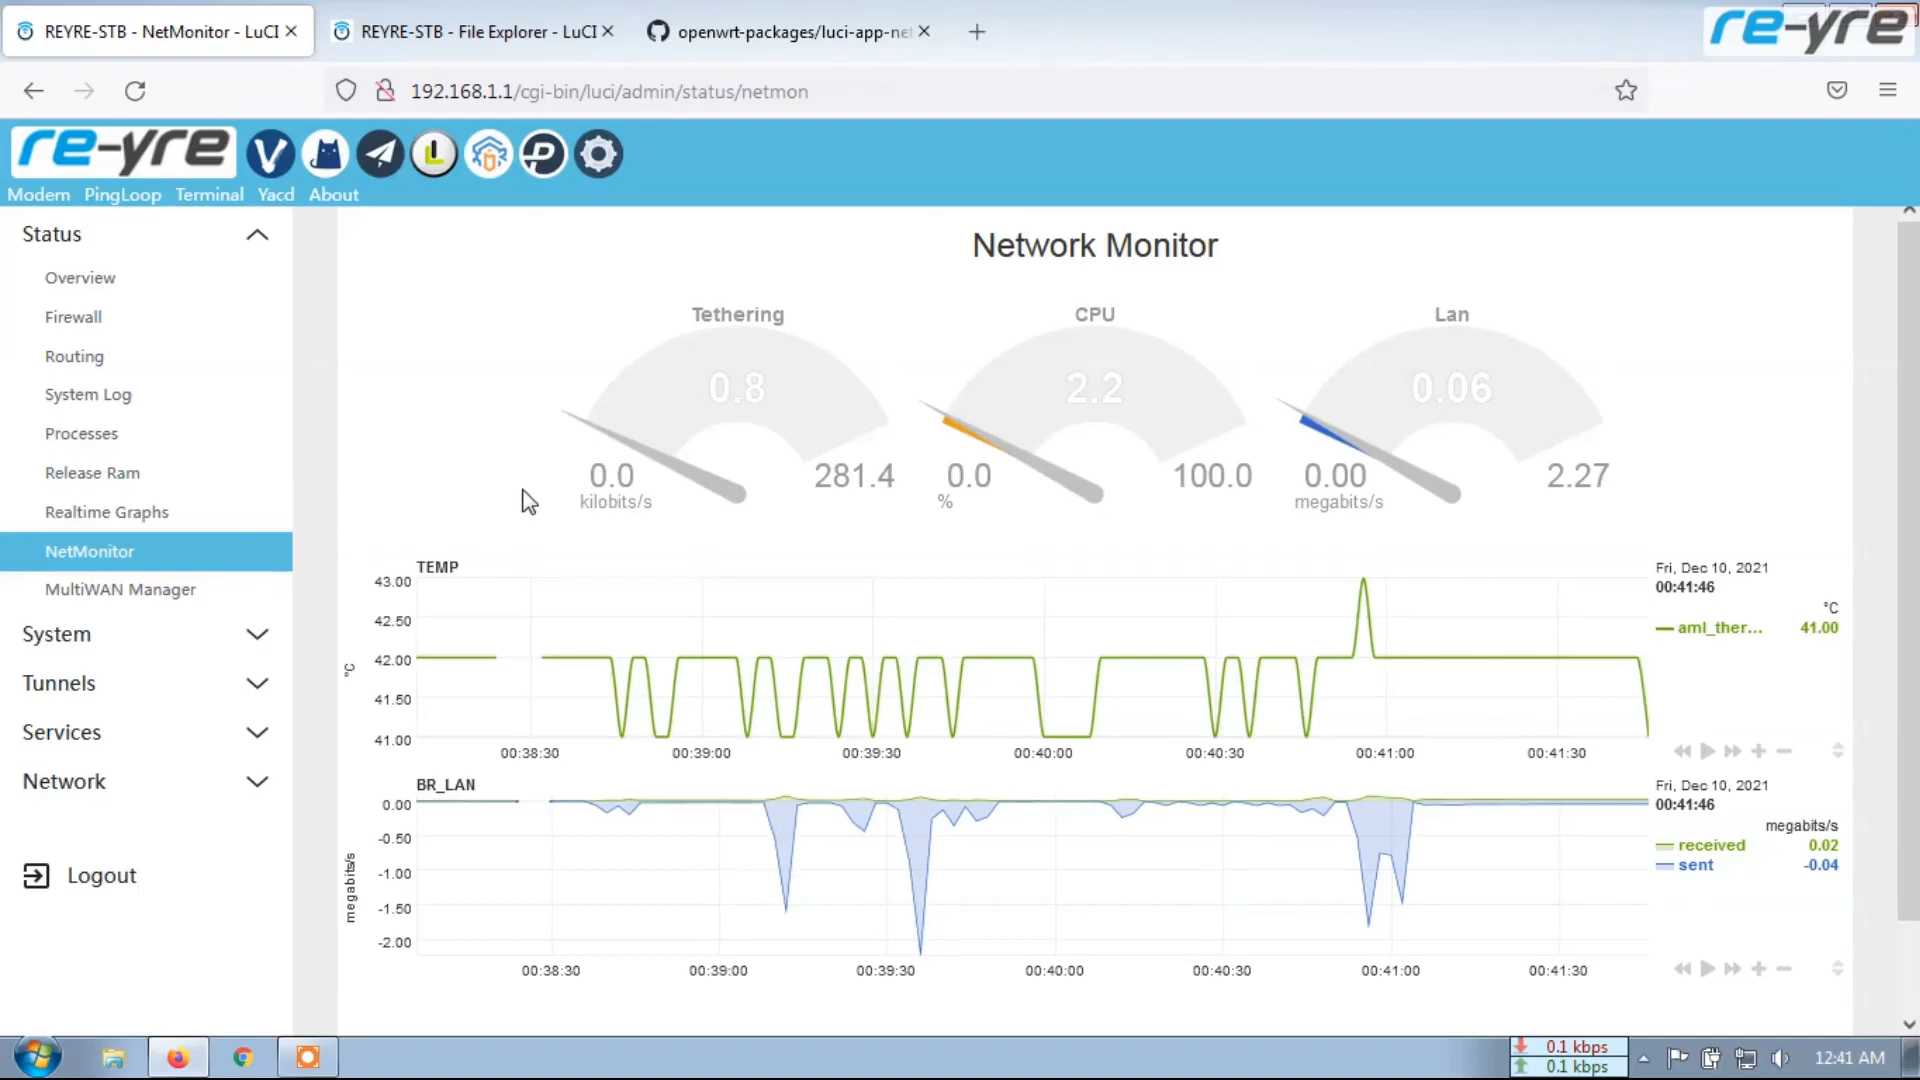 REYRE-STB - NetMonitor - LuCI
REYRE-STB - File Explorer - LuCI
openwrt-packages/luci-app-net
re-yre
192.168.1.1/cgi-bin/luci/admin/status/netmon
re-yre
Modem PingLoop Terminal Yacd About
Status
Overview
Firewall
Routing
System Log
Processes
Release Ram
Realtime Graphs
NetMonitor
MultiWAN Manager
System
Tunnels
Services
Network
Logout
Network Monitor
Tethering
0.8
0.0
281.4
kilobits/s
CPU
2.2
0.0
100.0
%
Lan
0.06
0.00
2.27
megabits/s
TEMP
43.00
42.50
42.00
41.50
41.00
°C
00:38:30 00:39:00 00:39:30 00:40:00 00:40:30 00:41:00 00:41:30
Fri, Dec 10, 2021
00:41:46
°C
aml_ther... 41.00
BR_LAN
0.00
-0.50
-1.00
-1.50
-2.00
megabits/s
00:38:30 00:39:00 00:39:30 00:40:00 00:40:30 00:41:00 00:41:30
Fri, Dec 10, 2021
00:41:46
megabits/s
received 0.02
sent -0.04
0.1 kbps
0.1 kbps
12:41 AM